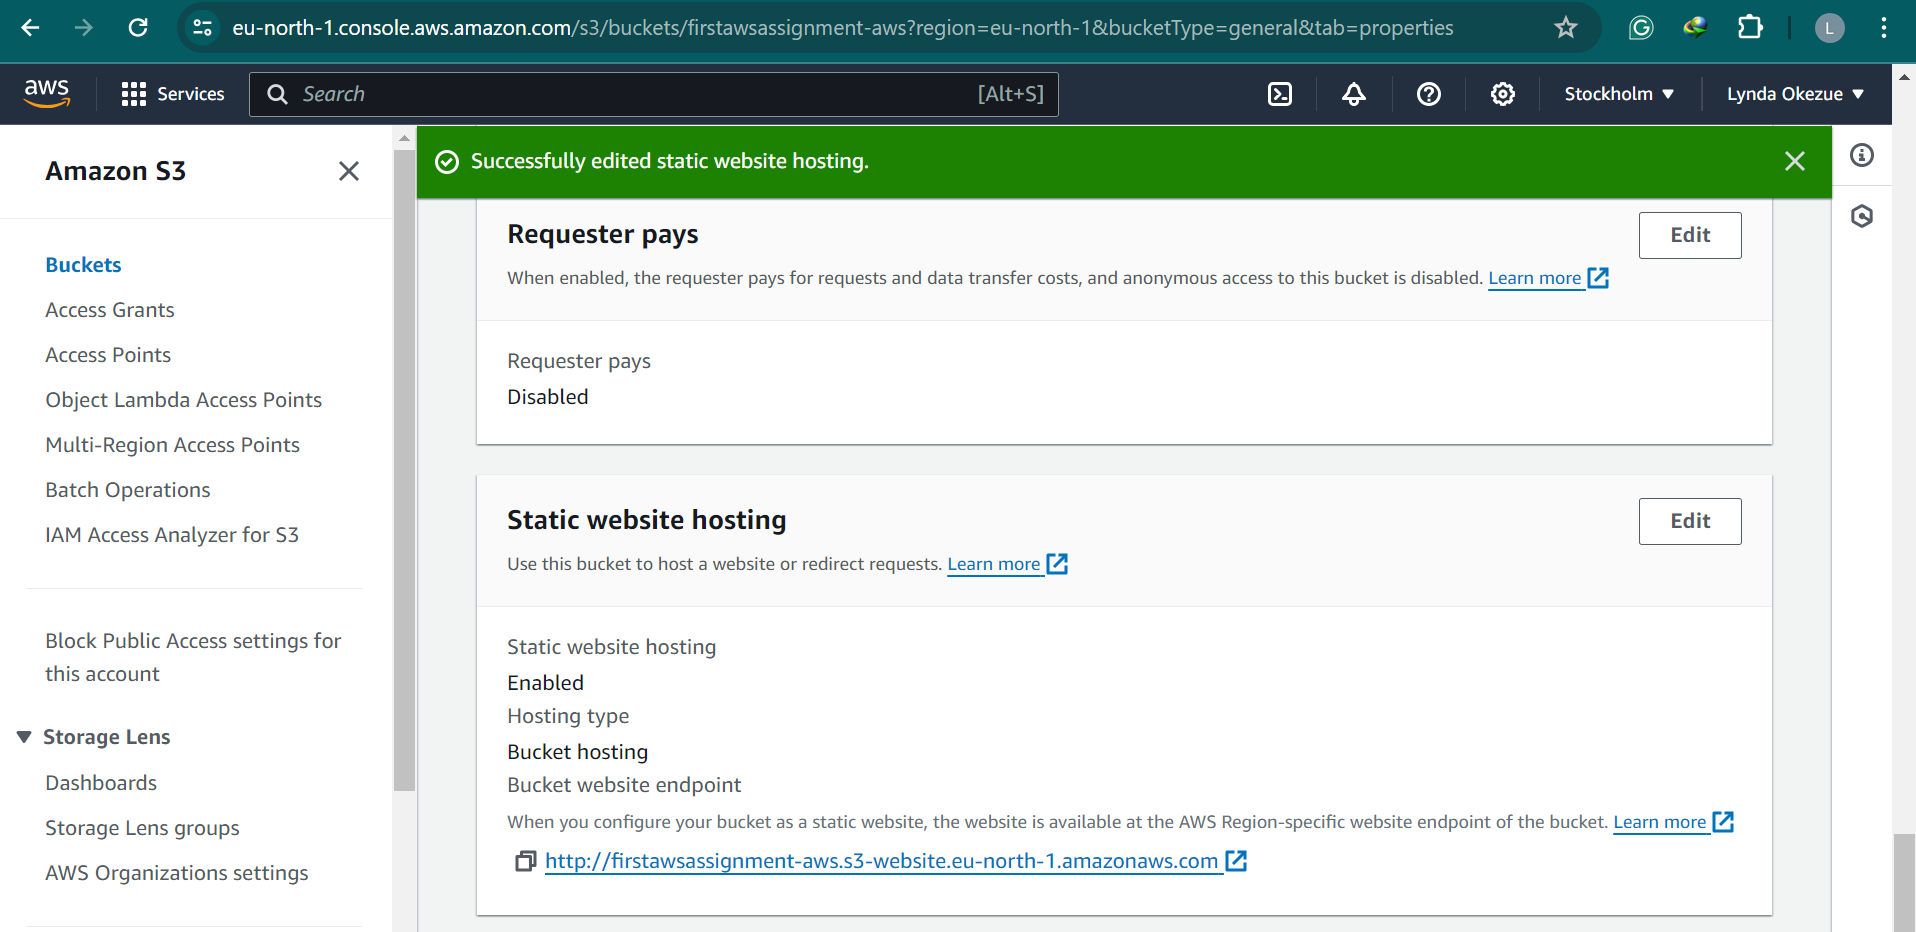 eu-north-1.console.aws.amazon.com/s3/buckets/firstawsassignment-aws?region=eu-north-1&bucketType=general&tab=properties
L
aws
Services
Search
[Alt+S]
Stockholm
Lynda Okezue
Amazon S3
Buckets
Access Grants
Access Points
Object Lambda Access Points
Multi-Region Access Points
Batch Operations
IAM Access Analyzer for S3
Block Public Access settings for
this account
Storage Lens
Dashboards
Storage Lens groups
AWS Organizations settings
Successfully edited static website hosting.
Requester pays
Edit
When enabled, the requester pays for requests and data transfer costs, and anonymous access to this bucket is disabled. Learn more
Requester pays
Disabled
Static website hosting
Edit
Use this bucket to host a website or redirect requests. Learn more
Static website hosting
Enabled
Hosting type
Bucket hosting
Bucket website endpoint
When you configure your bucket as a static website, the website is available at the AWS Region-specific website endpoint of the bucket. Learn more
http://firstawsassignment-aws.s3-website.eu-north-1.amazonaws.com